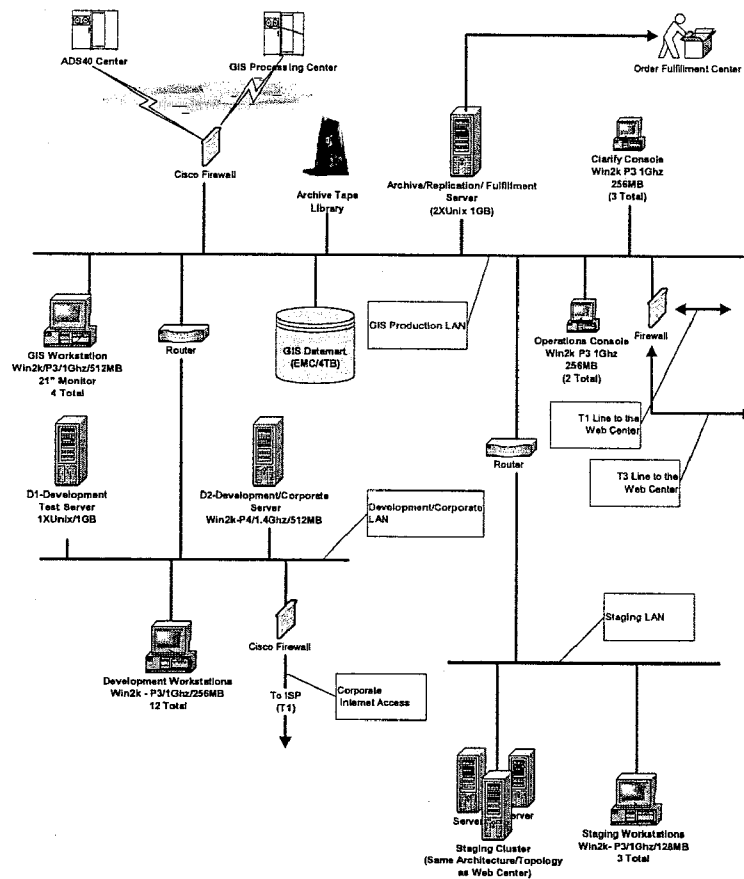 ADS40 Center
GIS Processing Center
Order Fulfillment Center
Cisco Firewall
Archive Tape
Library
Archive/Replication/ Fulfillment
Server
(2XUnix 1GB)
Clarify Console
Win2k P3 1Ghz
256MB
(3 Total)
GIS Workstation
Win2k/P3/1Ghz/512MB
21" Monitor
4 Total
Router
GIS Datamart
(EMC/4TB)
GIS Production LAN
Operations Console
Win2k P3 1Ghz
256MB
(2 Total)
Firewall
T1 Line to the
Web Center
T3 Line to the
Web Center
Router
D1-Development
Test Server
1XUnix/1GB
D2-Development/Corporate
Server
Win2k-P4/1.4Ghz/512MB
Development/Corporate
LAN
Staging LAN
Cisco Firewall
Development Workstations
Win2k - P3/1Ghz/256MB
12 Total
To ISP
(T1)
Corporate
Internet Access
Server
erver
Staging Cluster
(Same Architecture/Topology
as Web Center)
Staging Workstations
Win2k- P3/1Ghz/128MB
3 Total